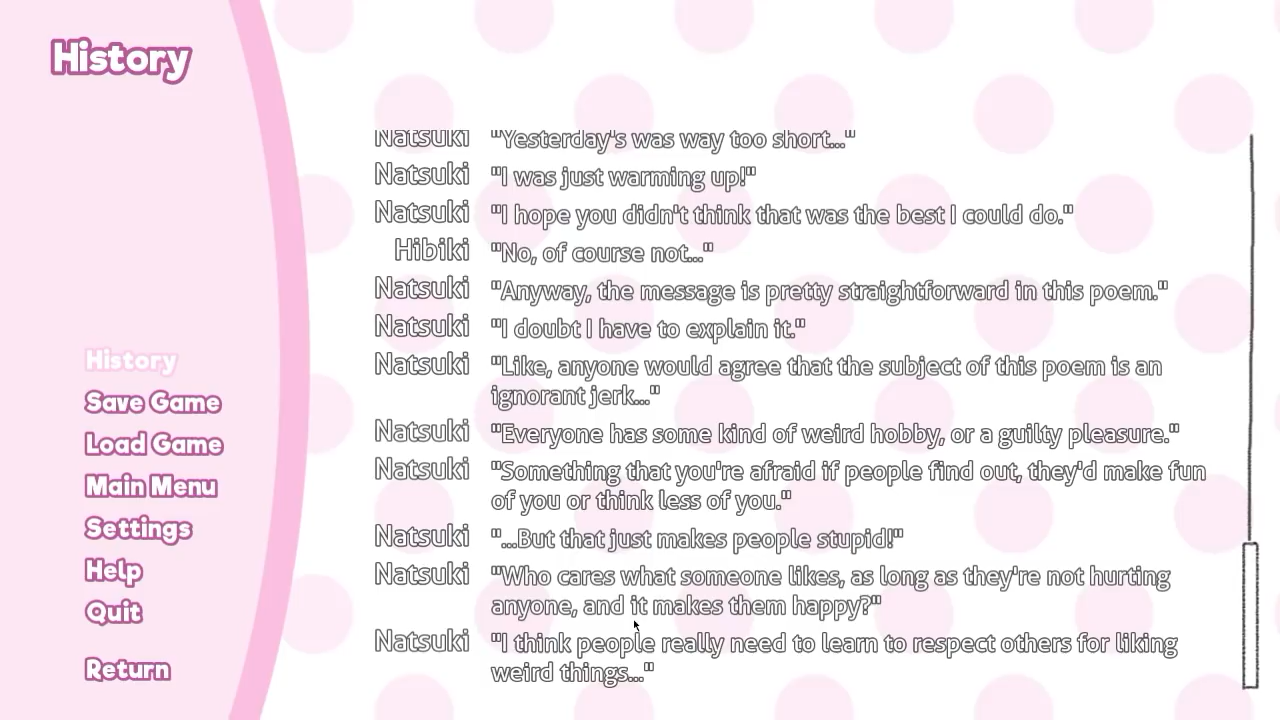 History
Natsuki "Yesterday's was way too short..."
Natsuki "I was just warming up!"
Natsuki "I hope you didn't think that was the best I could do."
Hibiki "No, of course not..."
Natsuki "Anyway, the message is pretty straightforward in this poem."
Natsuki "I doubt I have to explain it."
Natsuki "Like, anyone would agree that the subject of this poem is an
ignorant jerk..."
Natsuki "Everyone has some kind of weird hobby, or a guilty pleasure."
Natsuki "Something that you're afraid if people find out, they'd make fun
of you or think less of you."
Natsuki "...But that just makes people stupid!"
Natsuki "Who cares what someone likes, as long as they're not hurting
anyone, and it makes them happy?"
Natsuki "I think people really need to learn to respect others for liking
weird things..."
History
Save Game
Load Game
Main Menu
Settings
Help
Quit
Return